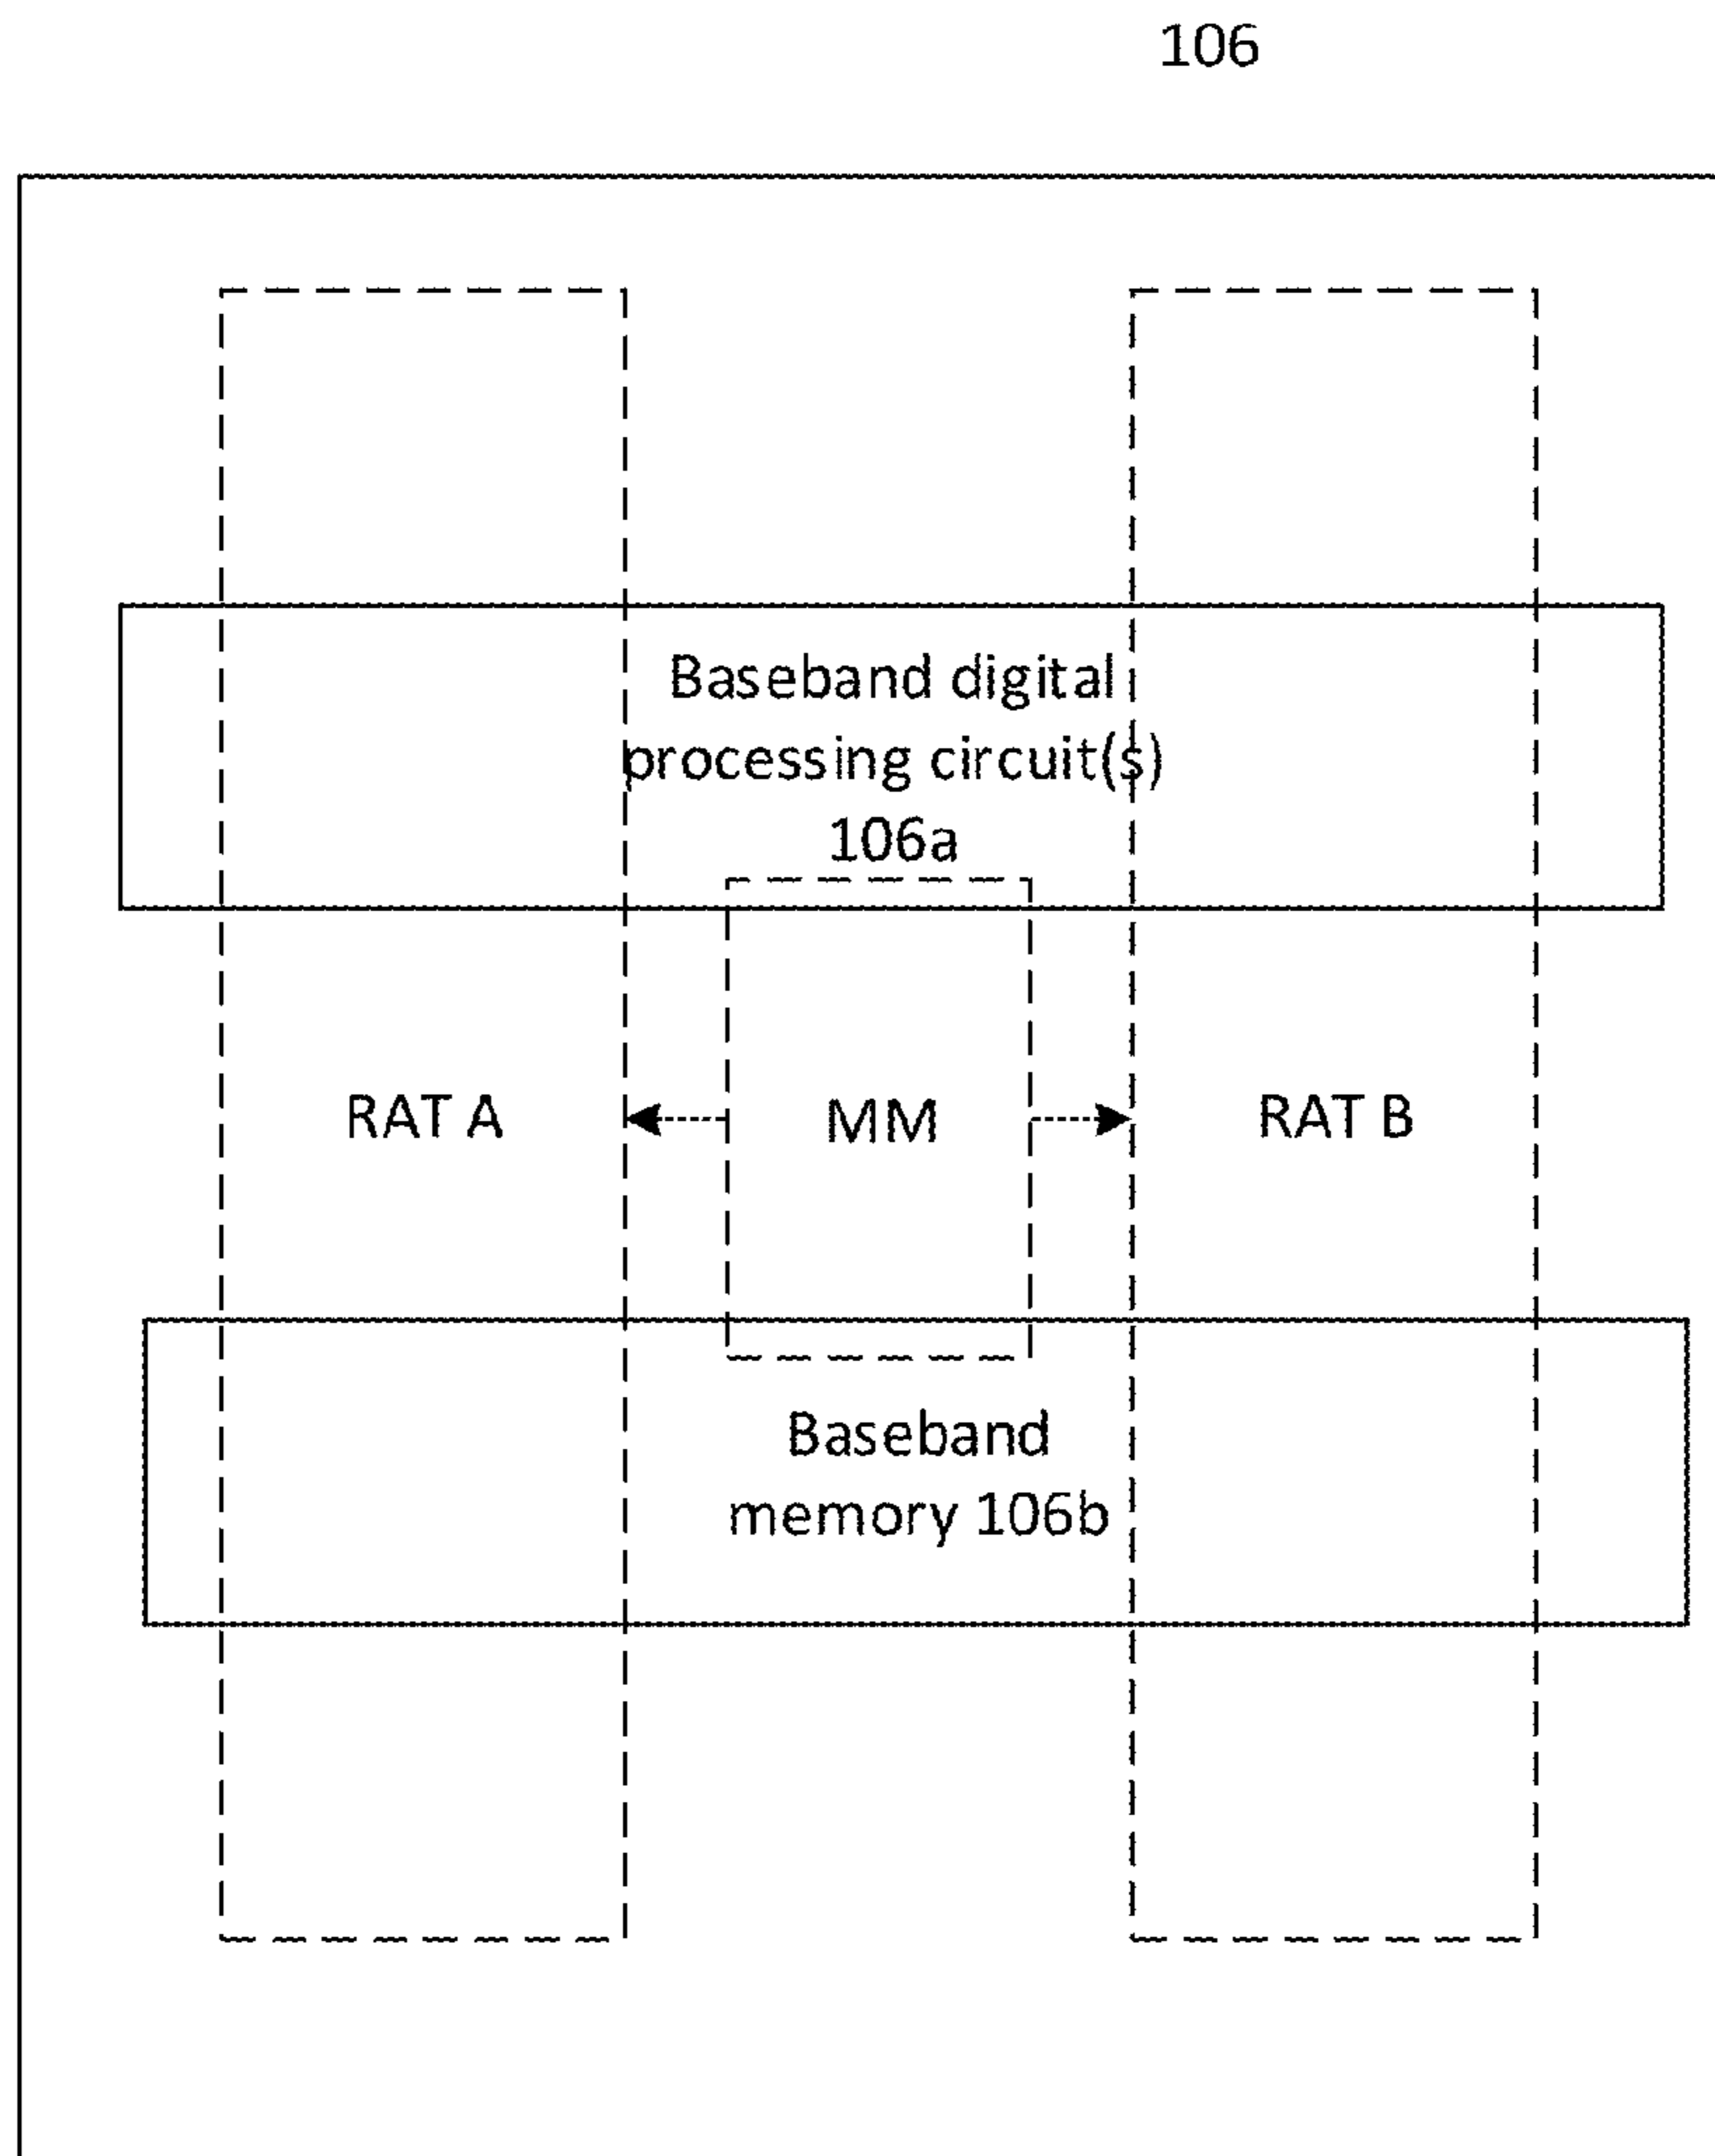 106
Baseband digital
processing circuit(s)
106a
RAT A
MM
RAT B
Baseband
memory 106b